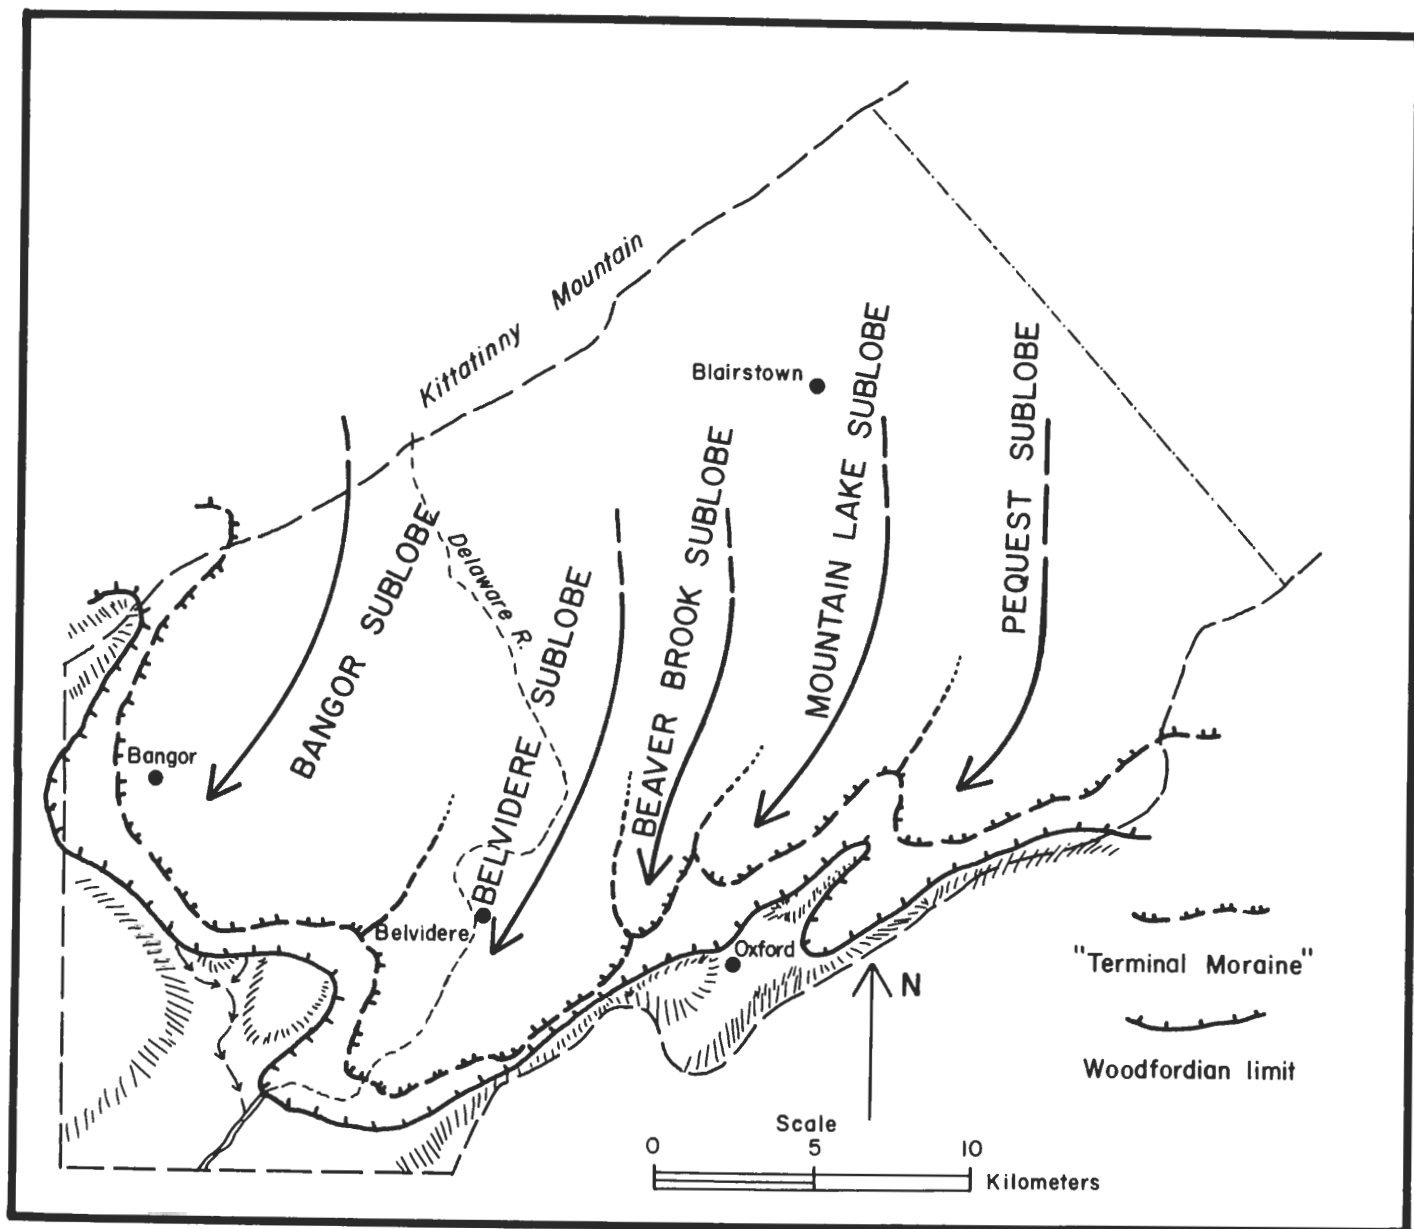 Kittatinny Mountain
Blairstown
BANGOR SUBLOBE
Delaware R.
BELVIDERE SUBLOBE
BEAVER BROOK SUBLOBE
MOUNTAIN LAKE SUBLOBE
PEQUEST SUBLOBE
Bangor
Belvidere
Oxford
N
"Terminal Moraine"
Woodfordian limit
Scale
0 5 10
Kilometers